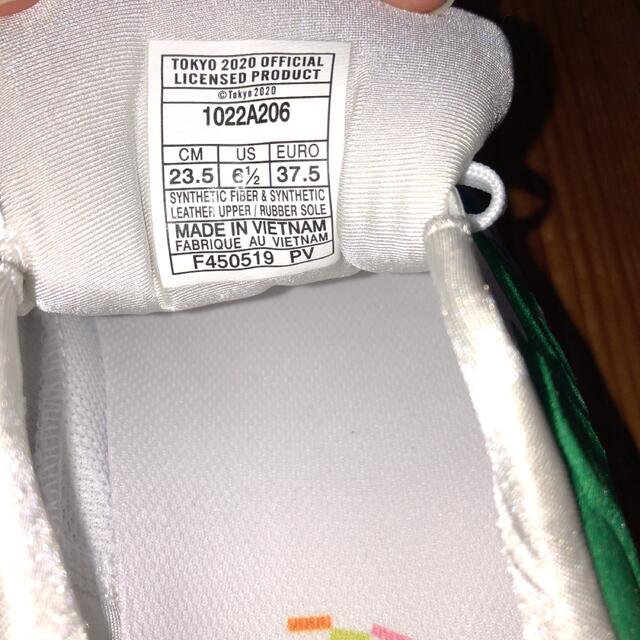 TOKYO 2020 OFFICIAL
LICENSED PRODUCT
©Tokyo 2020
1022A206
CM US EURO
23.5 6½ 37.5
SYNTHETIC FIBER & SYNTHETIC
LEATHER UPPER / RUBBER SOLE
MADE IN VIETNAM
FABRIQUE AU VIETNAM
F450519 PV